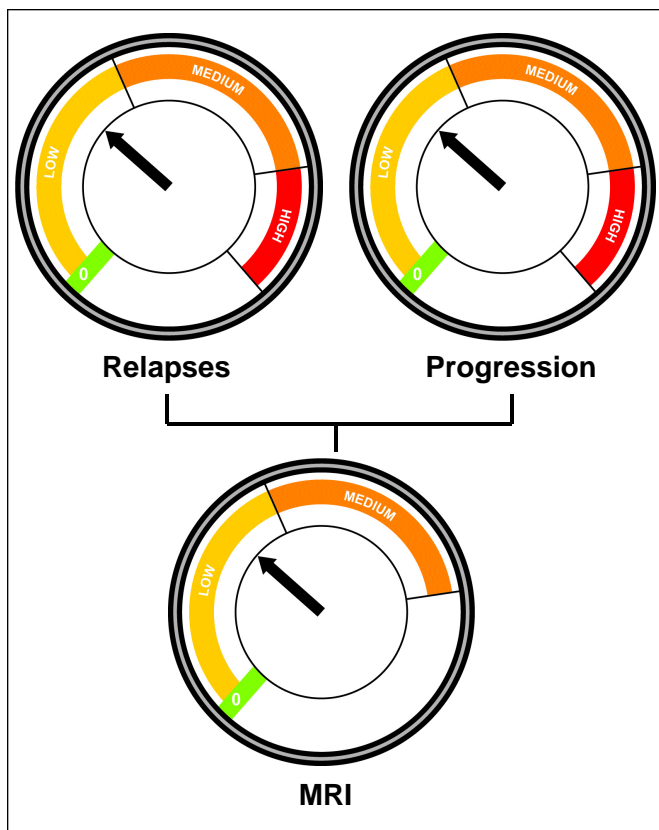 MEDIUM
LOW
HIGH
0
Relapses
MEDIUM
LOW
HIGH
0
Progression
MEDIUM
LOW
0
MRI